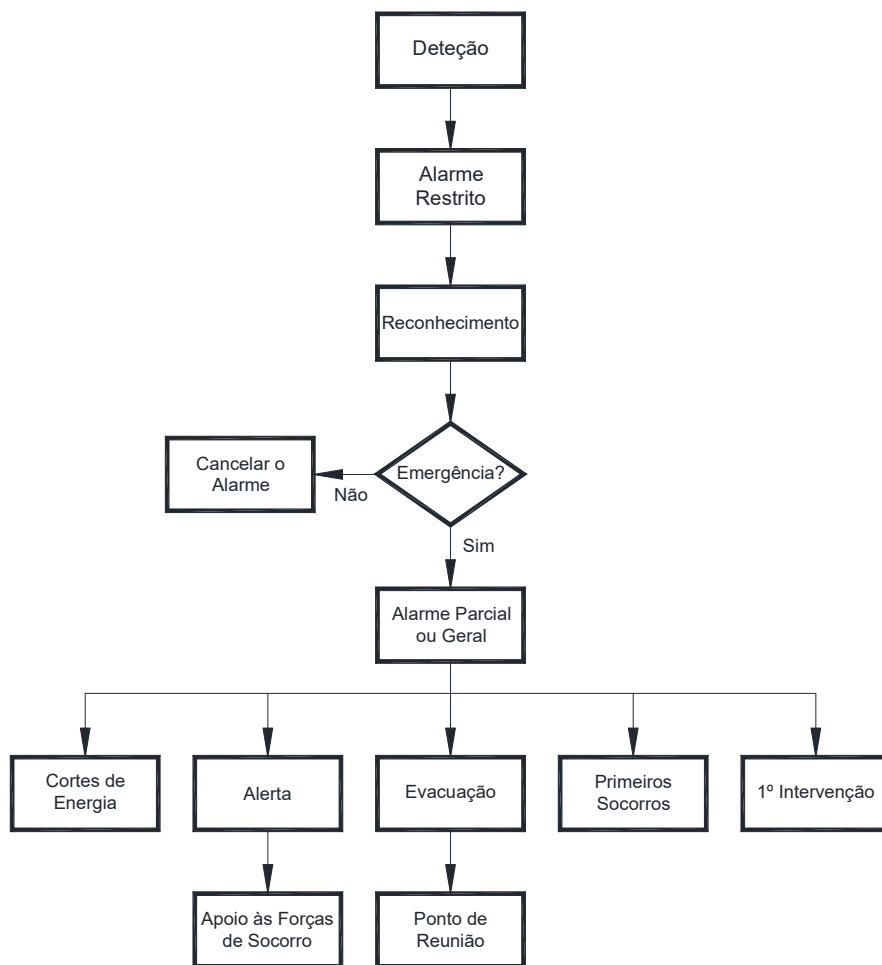 Deteção
Alarme
Restrito
Reconhecimento
Emergência?
Cancelar o
Alarme
Não
Sim
Alarme Parcial
ou Geral
Cortes de
Energia
Alerta
Evacuação
Primeiros
Socorros
1º Intervenção
Apoio às Forças
de Socorro
Ponto de
Reunião